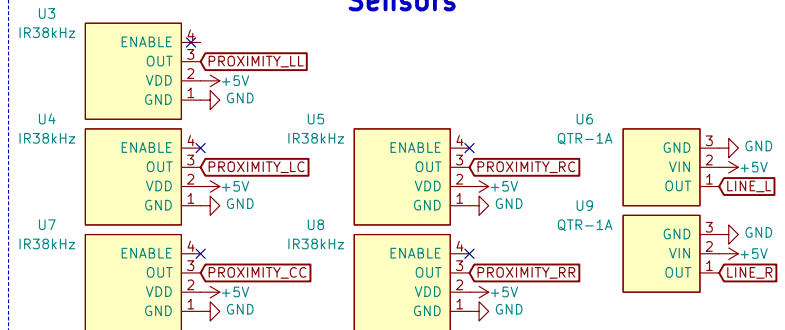 Sensors
U3
IR38kHz
ENABLE 4
OUT 3 PROXIMITY_LL
VDD 2 +5V
GND 1 GND
U4
IR38kHz
ENABLE 4
OUT 3 PROXIMITY_LC
VDD 2 +5V
GND 1 GND
U5
IR38kHz
ENABLE 4
OUT 3 PROXIMITY_RC
VDD 2 +5V
GND 1 GND
U6
QTR-1A
GND 3 GND
VIN 2 +5V
OUT 1 LINE_L
U7
IR38kHz
ENABLE 4
OUT 3 PROXIMITY_CC
VDD 2 +5V
GND 1 GND
U8
IR38kHz
ENABLE 4
OUT 3 PROXIMITY_RR
VDD 2 +5V
GND 1 GND
U9
QTR-1A
GND 3 GND
VIN 2 +5V
OUT 1 LINE_R